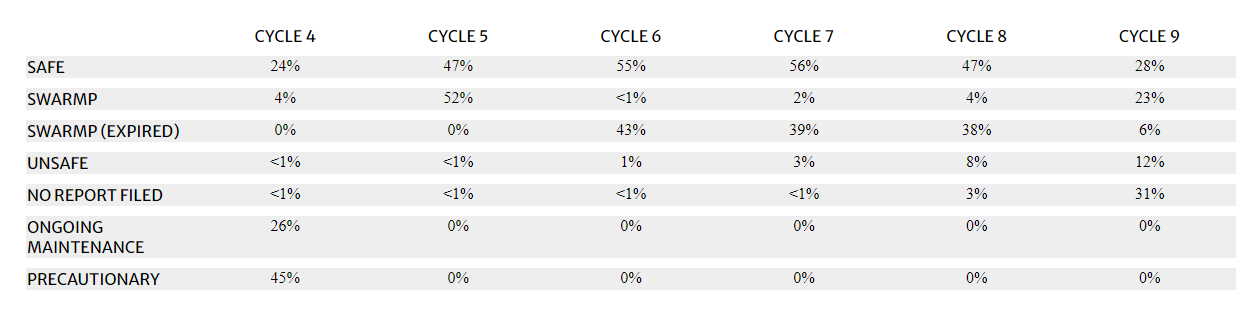 CYCLE 4 CYCLE 5 CYCLE 6 CYCLE 7 CYCLE 8 CYCLE 9
SAFE 24% 47% 55% 56% 47% 28%
SWARMP 4% 52% <1% 2% 4% 23%
SWARMP (EXPIRED) 0% 0% 43% 39% 38% 6%
UNSAFE <1% <1% 1% 3% 8% 12%
NO REPORT FILED <1% <1% <1% <1% 3% 31%
ONGOING 26% 0% 0% 0% 0% 0%
MAINTENANCE
PRECAUTIONARY 45% 0% 0% 0% 0% 0%